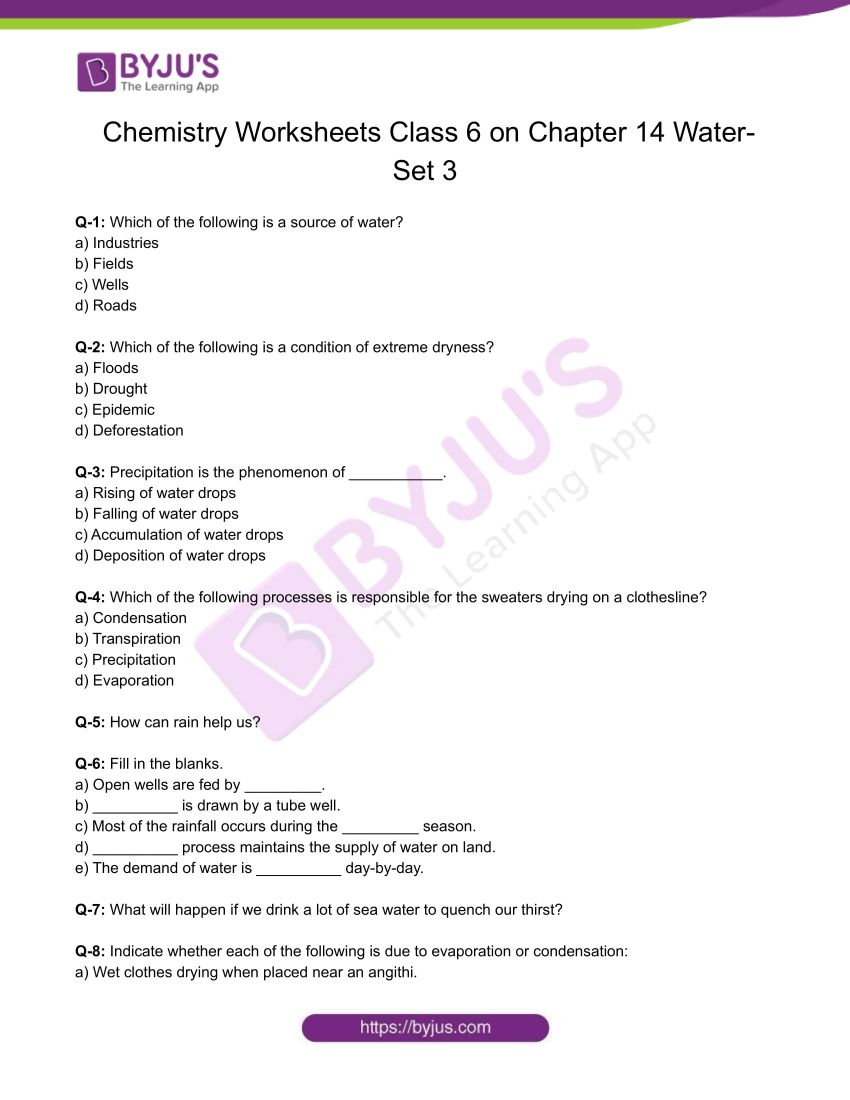 BYJU'S
The Learning App
Chemistry Worksheets Class 6 on Chapter 14 Water-
Set 3
Q-1: Which of the following is a source of water?
a) Industries
b) Fields
c) Wells
d) Roads
Q-2: Which of the following is a condition of extreme dryness?
a) Floods
b) Drought
c) Epidemic
d) Deforestation
Q-3: Precipitation is the phenomenon of ___________.
a) Rising of water drops
b) Falling of water drops
c) Accumulation of water drops
d) Deposition of water drops
Q-4: Which of the following processes is responsible for the sweaters drying on a clothesline?
a) Condensation
b) Transpiration
c) Precipitation
d) Evaporation
Q-5: How can rain help us?
Q-6: Fill in the blanks.
a) Open wells are fed by _________.
b) __________ is drawn by a tube well.
c) Most of the rainfall occurs during the _________ season.
d) __________ process maintains the supply of water on land.
e) The demand of water is __________ day-by-day.
Q-7: What will happen if we drink a lot of sea water to quench our thirst?
Q-8: Indicate whether each of the following is due to evaporation or condensation:
a) Wet clothes drying when placed near an angithi.
BYJU'S
The Learning App
https://byjus.com